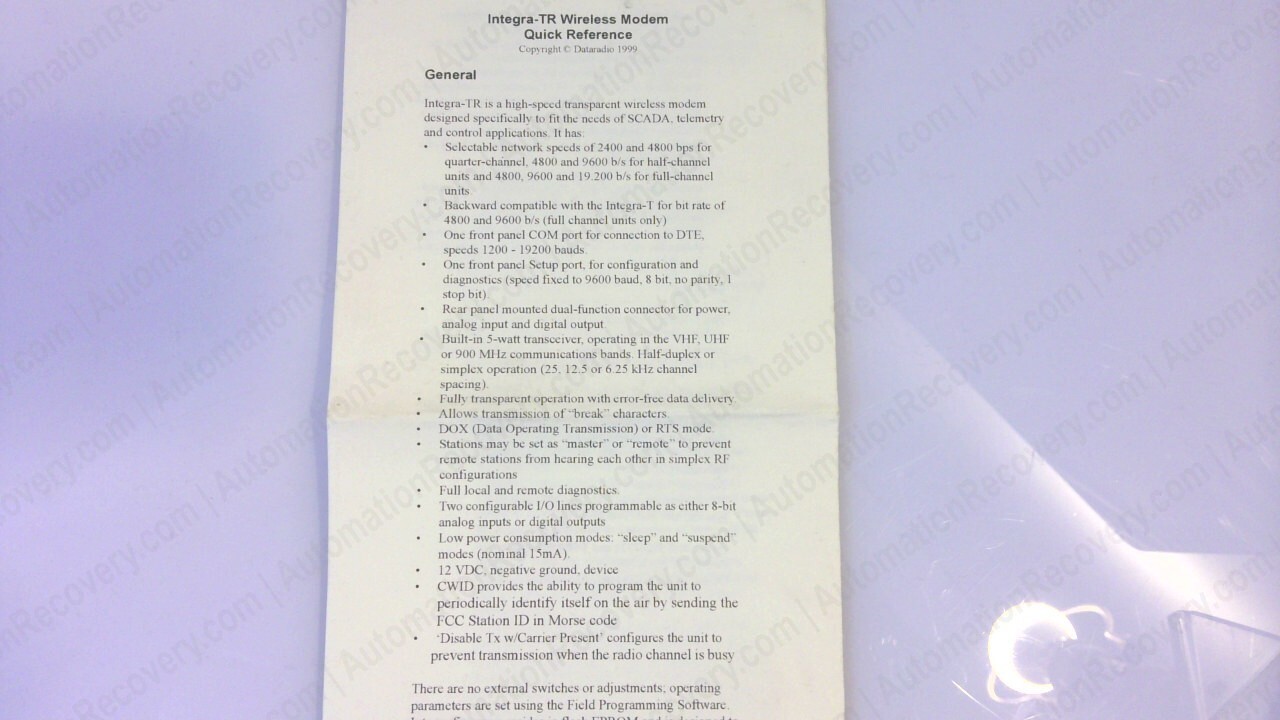 Integra-TR Wireless Modem
Quick Reference
Copyright © Dataradio 1999
General
Integra-TR is a high-speed transparent wireless modem
designed specifically to fit the needs of SCADA, telemetry
and control applications. It has:
• Selectable network speeds of 2400 and 4800 bps for
quarter-channel, 4800 and 9600 b/s for half-channel
units and 4800, 9600 and 19.200 b/s for full-channel
units.
• Backward compatible with the Integra-T for bit rate of
4800 and 9600 b/s (full channel units only)
• One front panel COM port for connection to DTE,
speeds 1200 - 19200 bauds.
• One front panel Setup port, for configuration and
diagnostics (speed fixed to 9600 baud, 8 bit, no parity, 1
stop bit).
• Rear panel mounted dual-function connector for power,
analog input and digital output
• Built-in 5-watt transceiver, operating in the VHF, UHF
or 900 MHz communications bands. Half-duplex or
simplex operation (25, 12.5 or 6.25 kHz channel
spacing).
• Fully transparent operation with error-free data delivery.
• Allows transmission of “break” characters.
• DOX (Data Operating Transmission) or RTS mode.
• Stations may be set as “master” or “remote” to prevent
remote stations from hearing each other in simplex RF
configurations
• Full local and remote diagnostics.
• Two configurable I/O lines programmable as either 8-bit
analog inputs or digital outputs
• Low power consumption modes: “sleep” and “suspend”
modes (nominal 15mA).
• 12 VDC, negative ground, device
• CWID provides the ability to program the unit to
periodically identify itself on the air by sending the
FCC Station ID in Morse code
• ‘Disable Tx w/Carrier Present’ configures the unit to
prevent transmission when the radio channel is busy
There are no external switches or adjustments; operating
parameters are set using the Field Programming Software.
AutomationRecovery.com | AutomationRecovery.com | AutomationRecovery.com